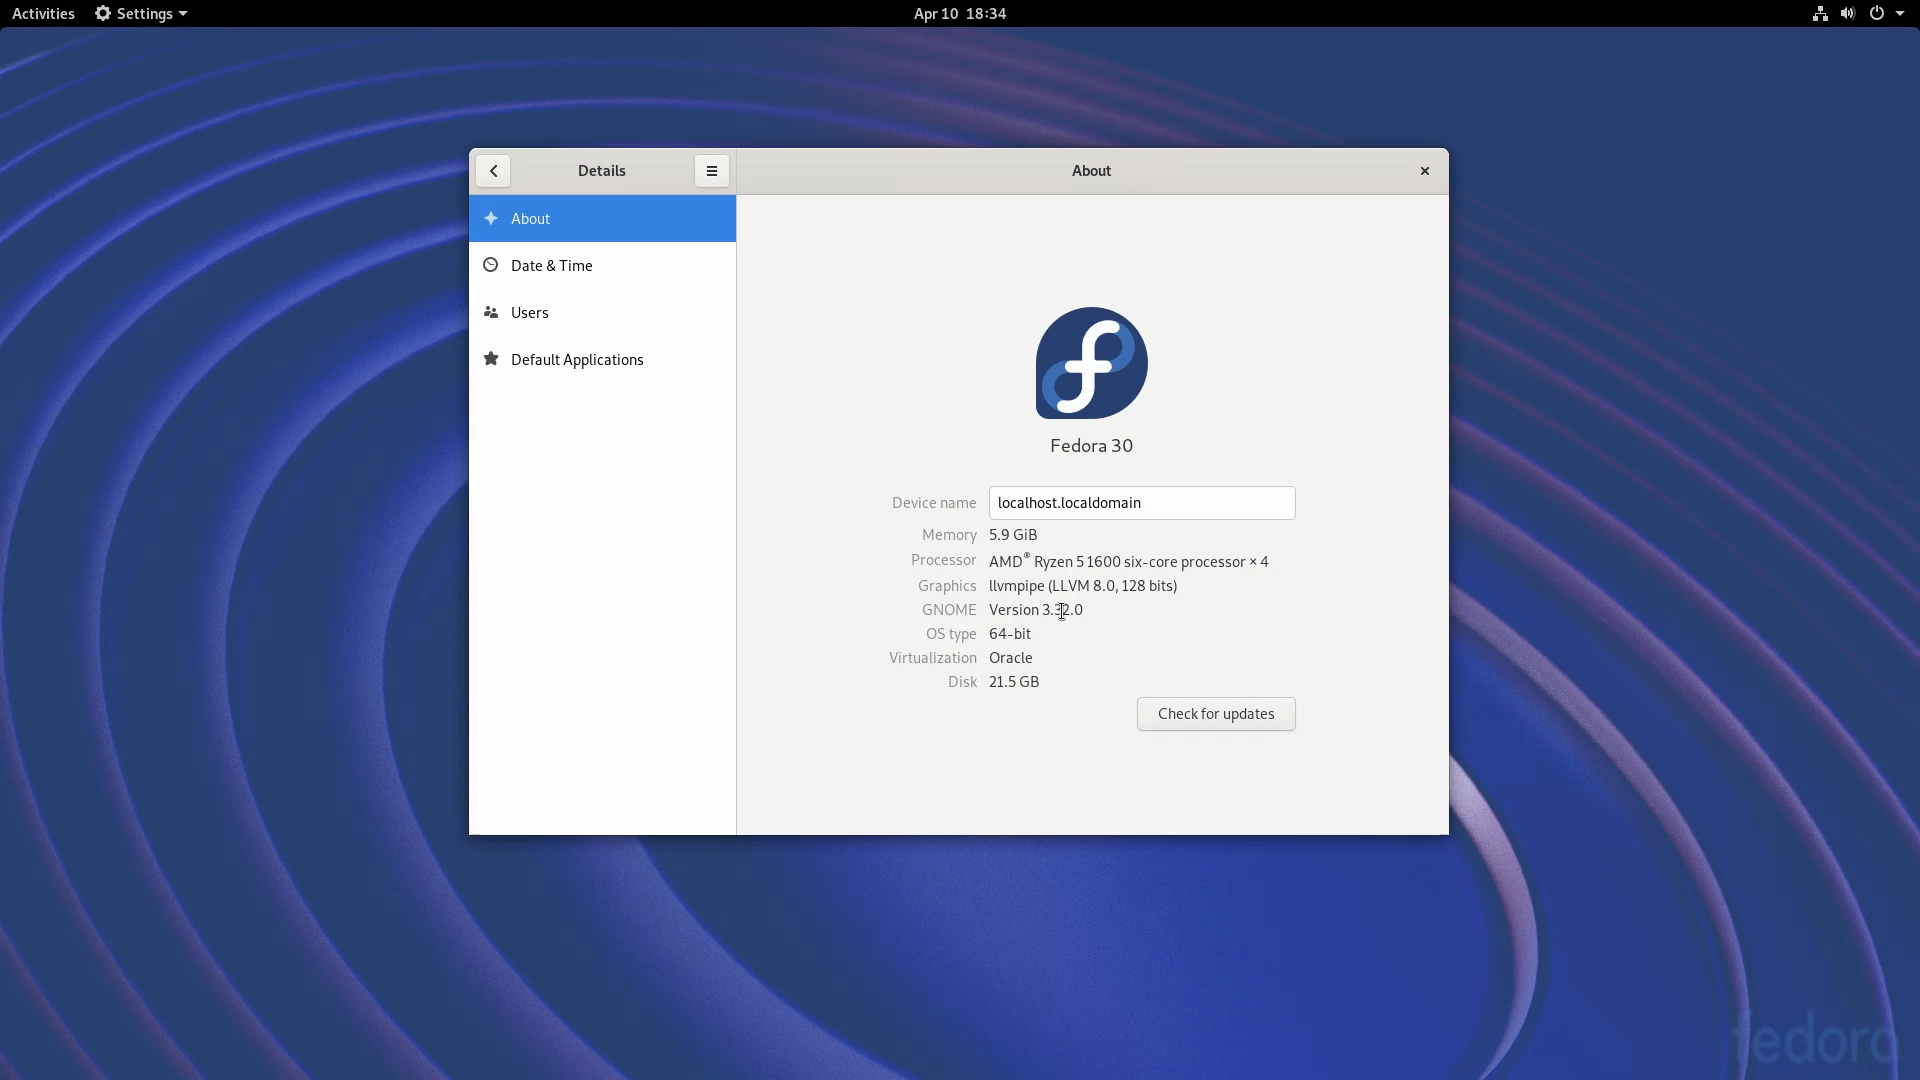 Activities Settings Apr 10 18:34
Details About
About
Date & Time
Users
Default Applications
Fedora 30
Device name localhost.localdomain
Memory 5.9 GiB
Processor AMD® Ryzen 5 1600 six-core processor × 4
Graphics llvmpipe (LLVM 8.0, 128 bits)
GNOME Version 3.32.0
OS type 64-bit
Virtualization Oracle
Disk 21.5 GB
Check for updates
fedora